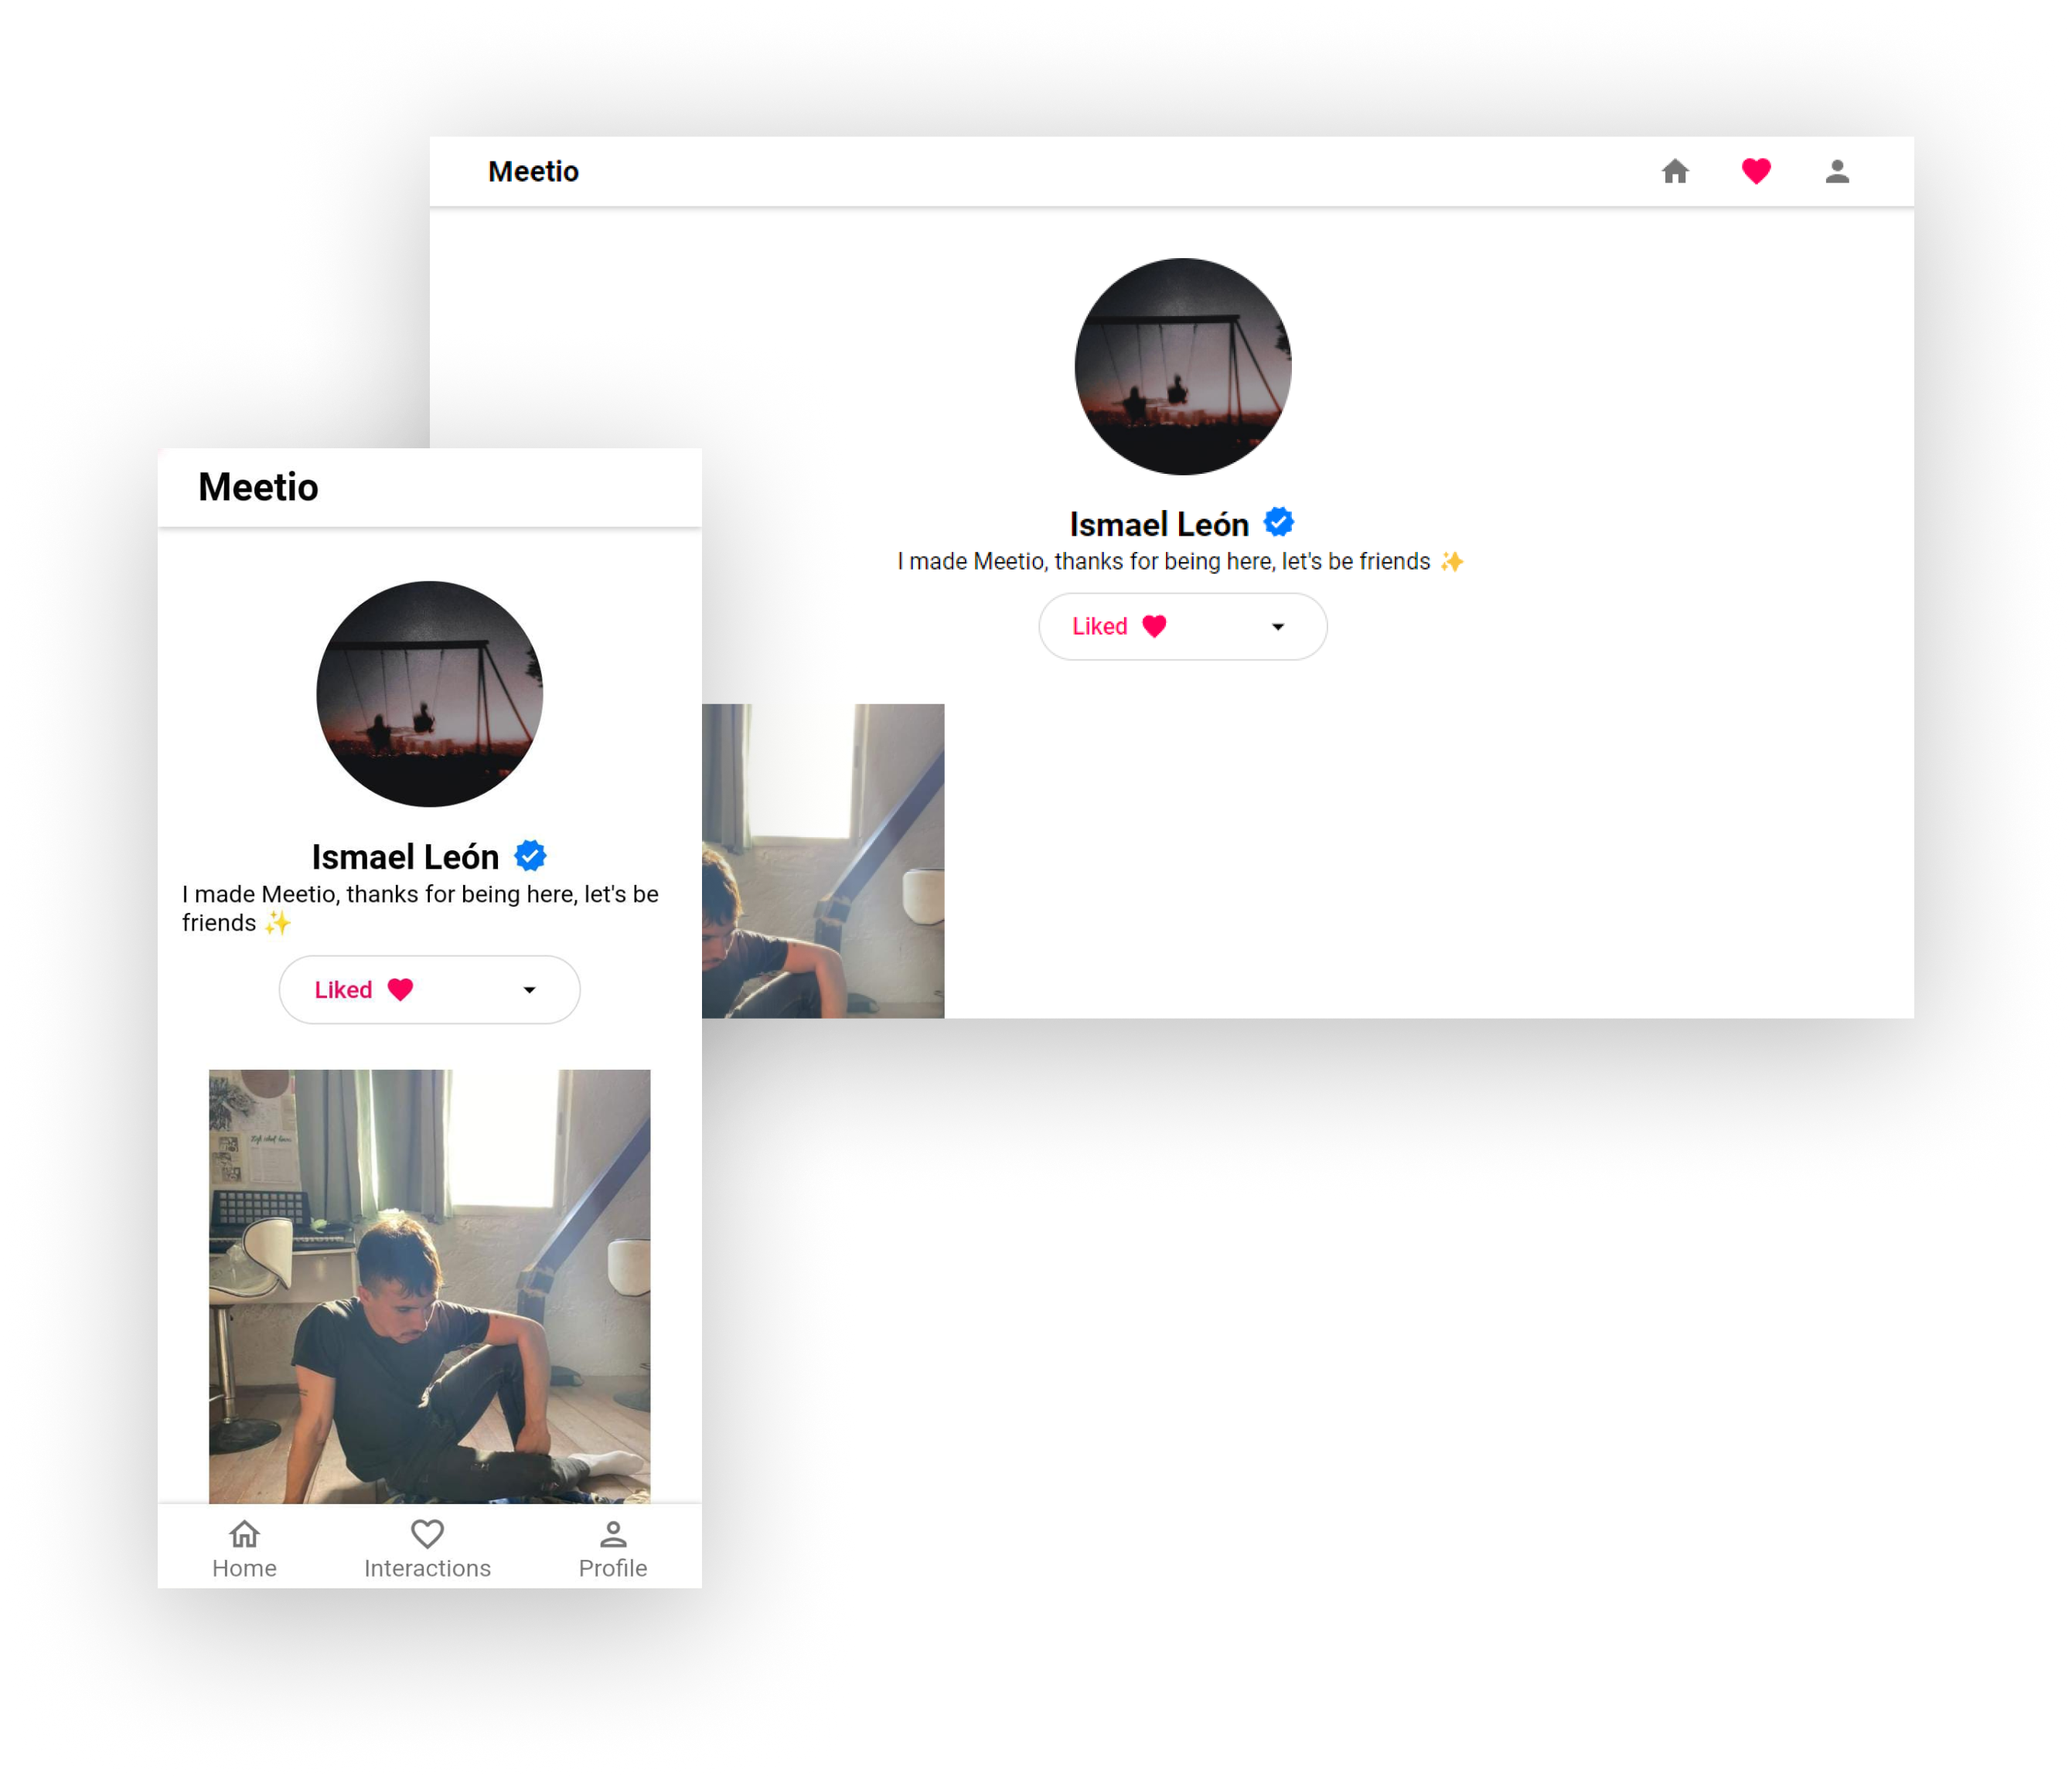 Meetio
Ismael León
I made Meetio, thanks for being here, let's be friends ✨
Liked
Meetio
Ismael León
I made Meetio, thanks for being here, let's be
friends ✨
Liked
Home
Interactions
Profile